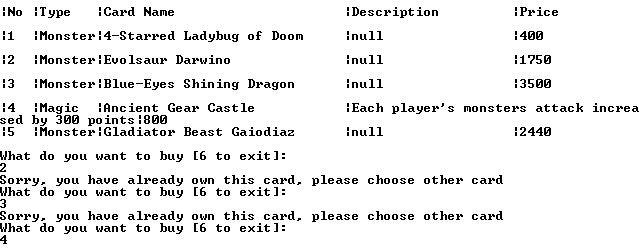 |No |Type |Card Name |Description |Price
|1 |Monster|4-Starred Ladybug of Doom |null |400
|2 |Monster|Evolsaur Darwino |null |1750
|3 |Monster|Blue-Eyes Shining Dragon |null |3500
|4 |Magic |Ancient Gear Castle |Each player's monsters attack increa
sed by 300 points|800
|5 |Monster|Gladiator Beast Gaiodiaz |null |2440
What do you want to buy [6 to exit]:
2
Sorry, you have already own this card, please choose other card
What do you want to buy [6 to exit]:
3
Sorry, you have already own this card, please choose other card
What do you want to buy [6 to exit]:
4